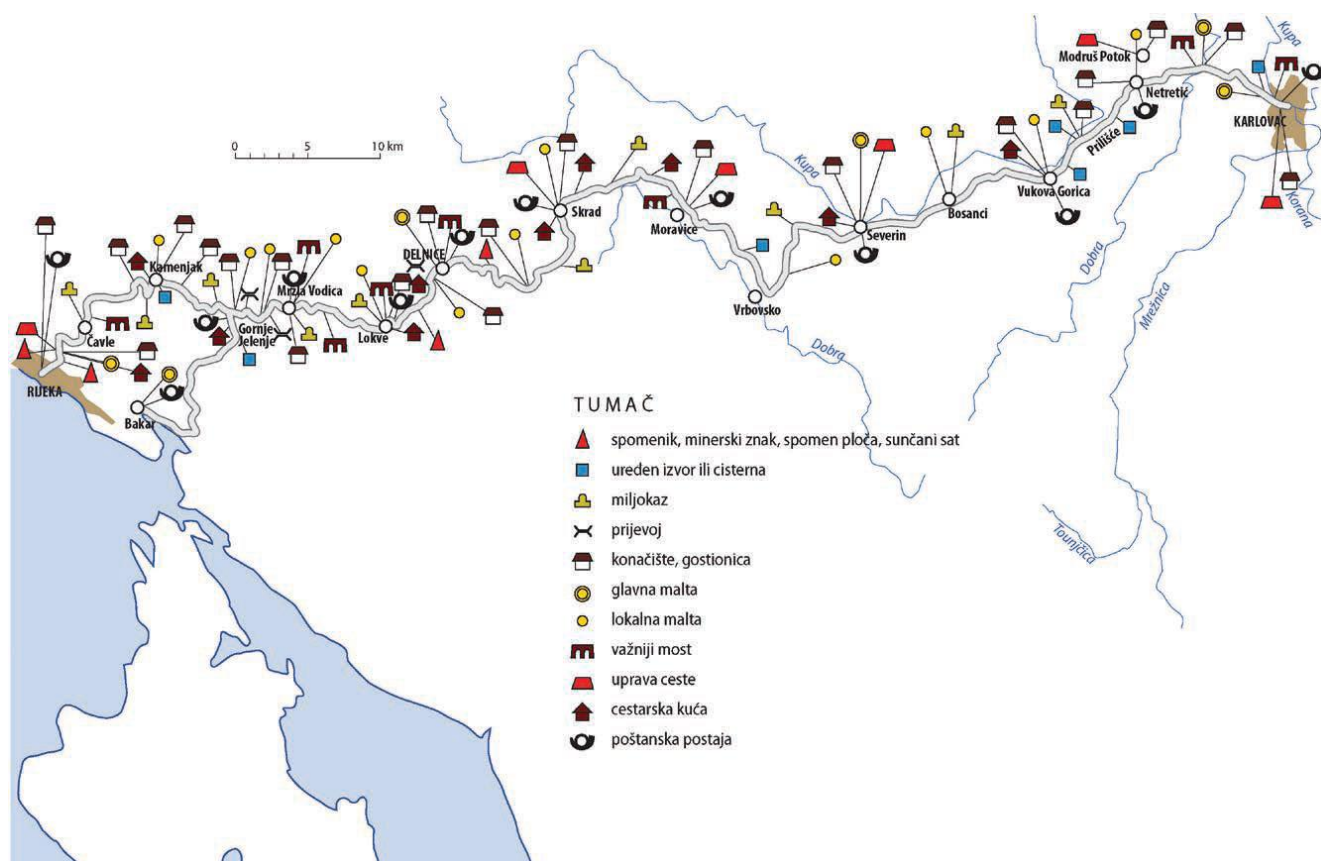 Kupa
Modruš Potok
Kupa
Netretić
KARLOVAC
0 5 10 km
Prilišće
Kupa
Skrad
Vukova Gorica
Korana
Bosanci
Moravice
Severin
DELNICE
Kamenjak
Dobra
Mrzla Vodica
Mrežnica
Vrbovsko
Gornje
Jelenje
Lokve
Čavle
Dobra
RIJEKA
Bakar
TUMAČ
spomenik, minerski znak, spomen ploča, sunčani sat
ureden izvor ili cisterna
miljokaz
prijevoj
Tounjčica
konačište, gostionica
glavna malta
lokalna malta
važniji most
uprava ceste
cestarska kuća
poštanska postaja